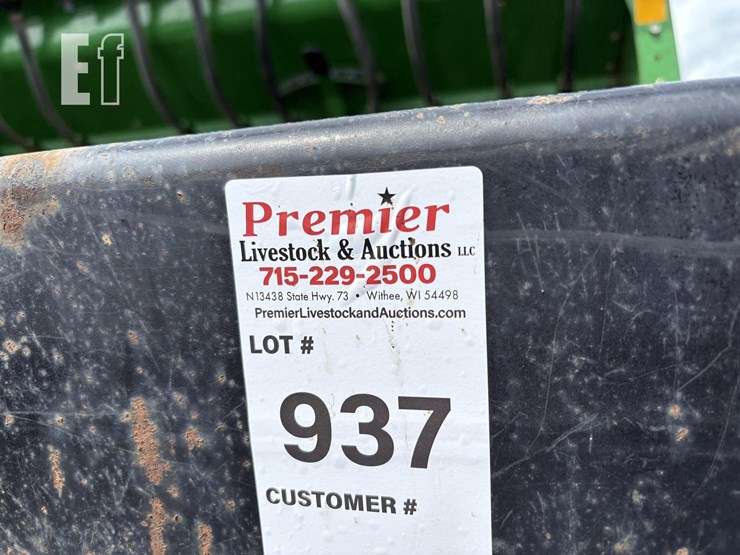 Ef
Premier
Livestock & Auctions LLC
715-229-2500
N13438 State Hwy. 73 • Withee, WI 54498
PremierLivestockandAuctions.com
LOT #
937
CUSTOMER #